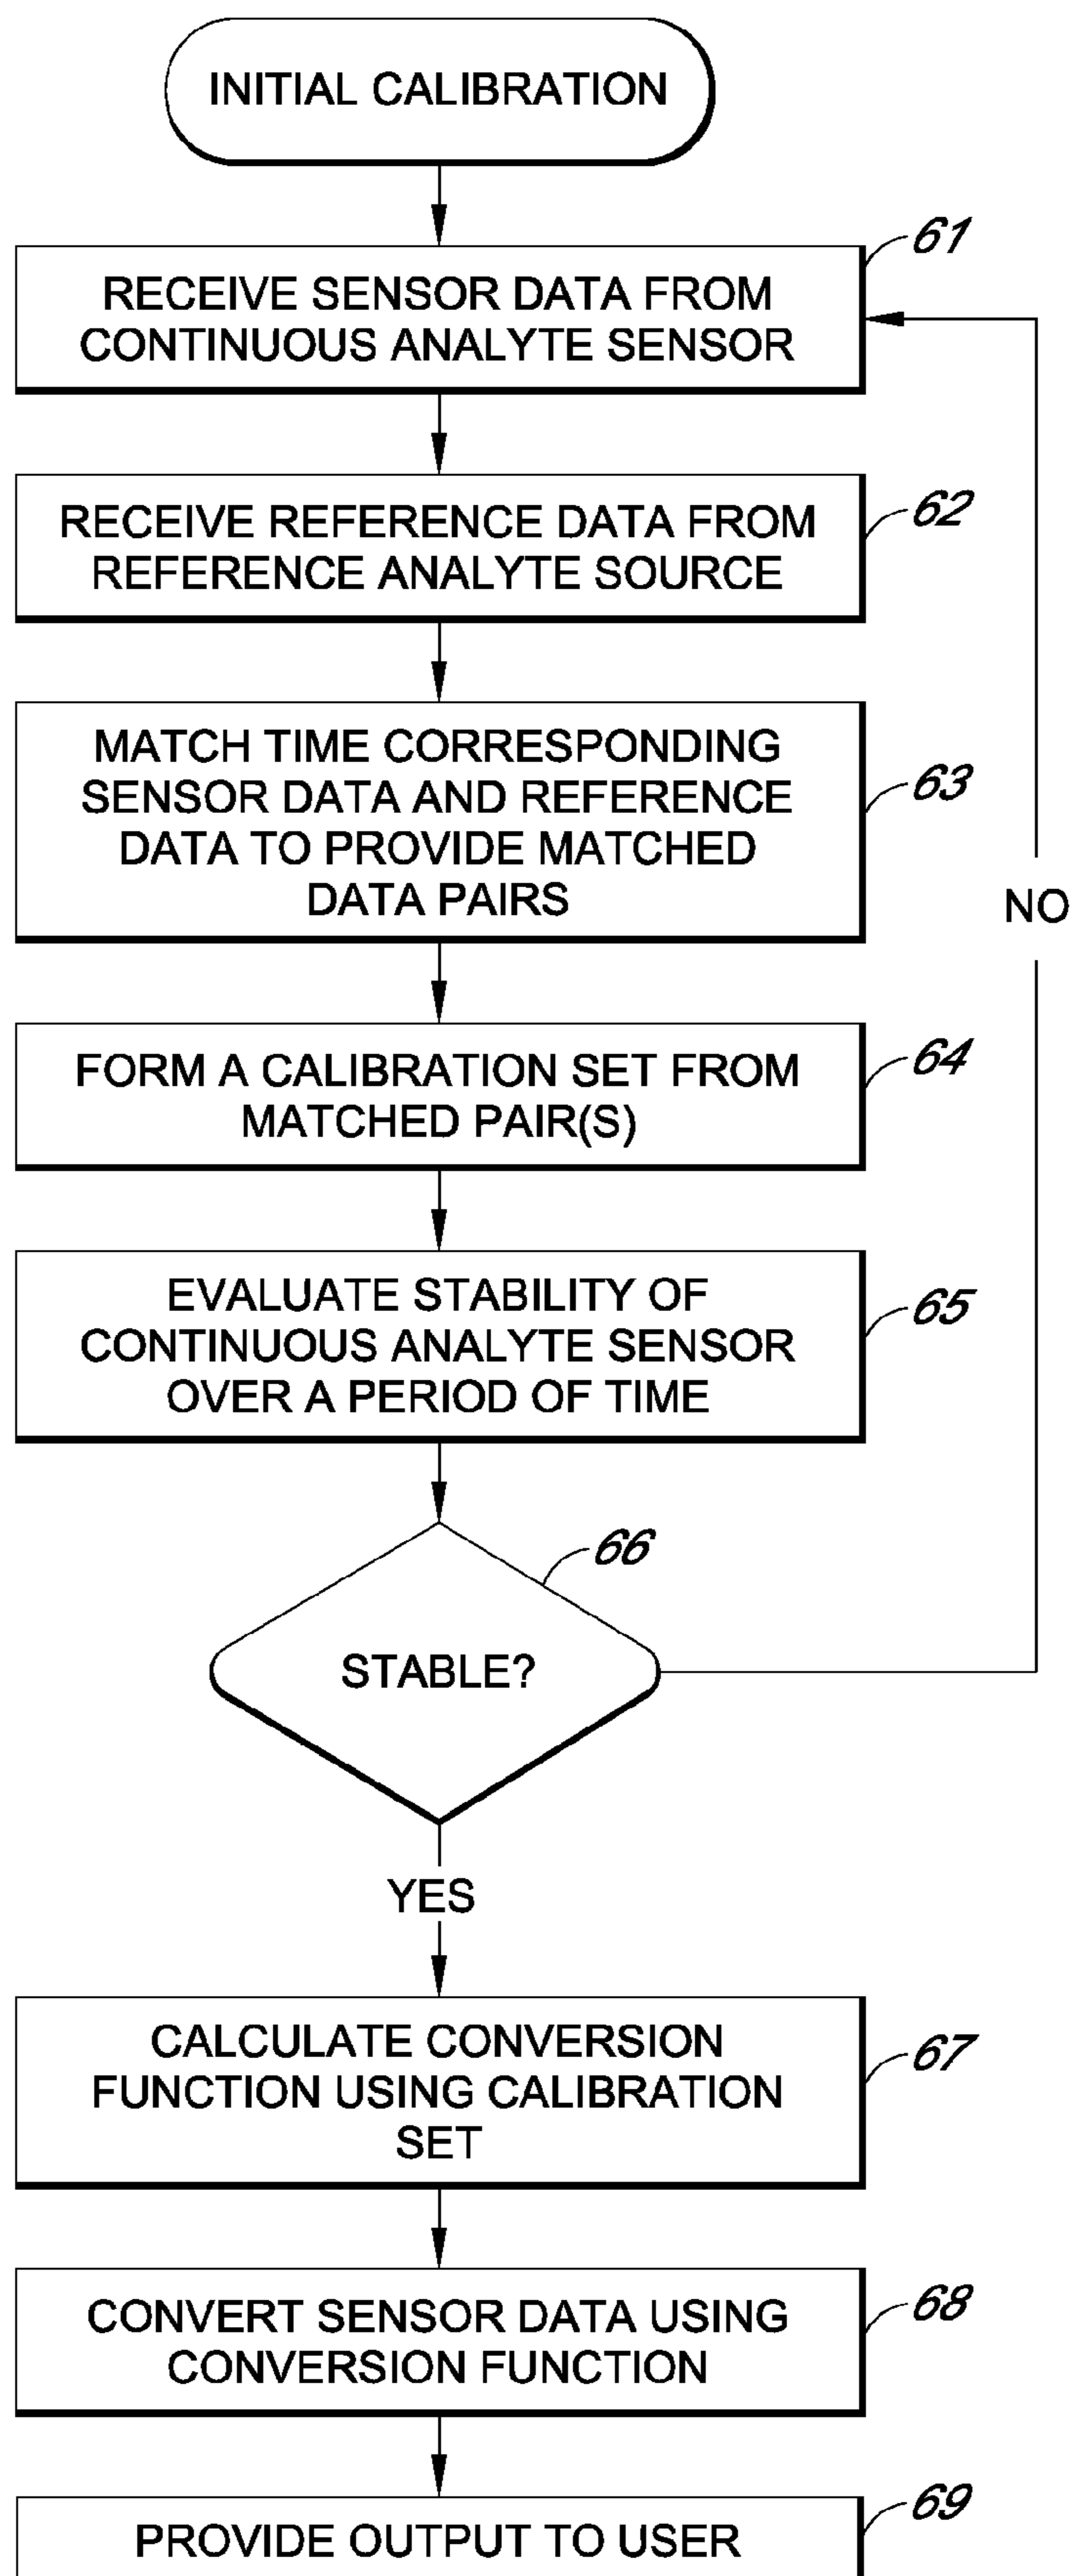 INITIAL CALIBRATION
61
RECEIVE SENSOR DATA FROM
CONTINUOUS ANALYTE SENSOR
62
RECEIVE REFERENCE DATA FROM
REFERENCE ANALYTE SOURCE
63
MATCH TIME CORRESPONDING
SENSOR DATA AND REFERENCE
DATA TO PROVIDE MATCHED
DATA PAIRS
NO
64
FORM A CALIBRATION SET FROM
MATCHED PAIR(S)
65
EVALUATE STABILITY OF
CONTINUOUS ANALYTE SENSOR
OVER A PERIOD OF TIME
66
STABLE?
YES
67
CALCULATE CONVERSION
FUNCTION USING CALIBRATION
SET
68
CONVERT SENSOR DATA USING
CONVERSION FUNCTION
69
PROVIDE OUTPUT TO USER